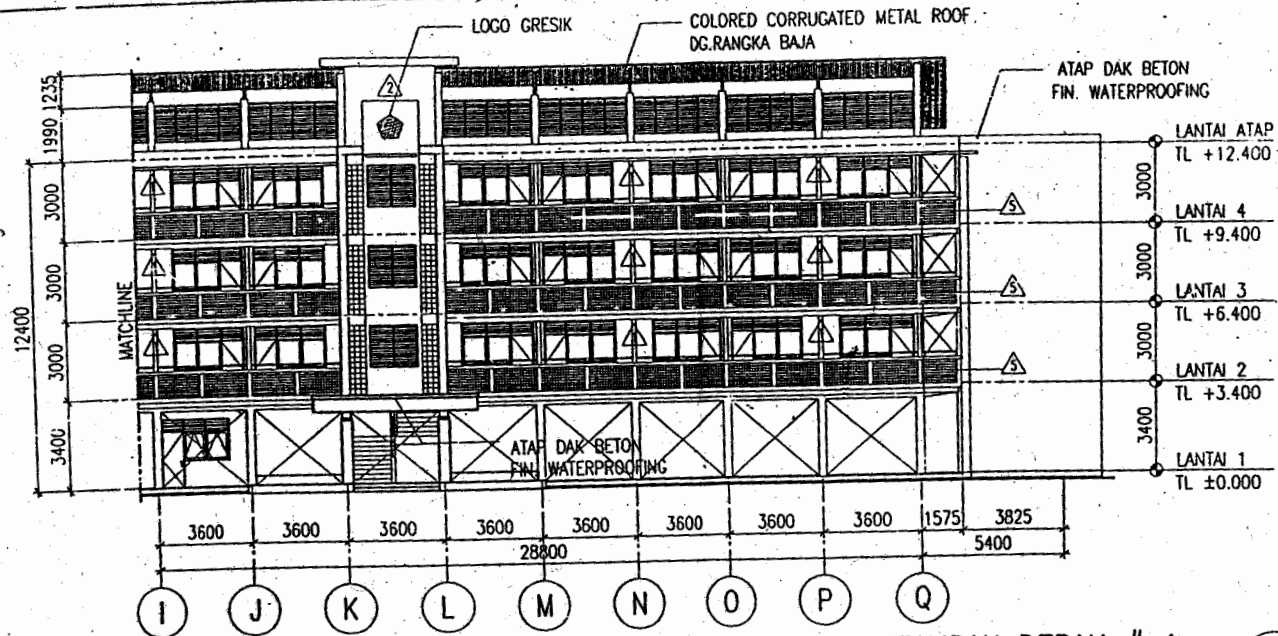 LOGO GRESIK
COLORED CORRUGATED METAL ROOF.
DG.RANGKA BAJA
ATAP DAK BETON
FIN. WATERPROOFING
LANTAI ATAP
TL +12.400
LANTAI 4
TL +9.400
LANTAI 3
TL +6.400
LANTAI 2
TL +3.400
LANTAI 1
TL ±0.000
3000
3000
3000
3400
1235
1990
3000
3000
3000
3400
12400
MATCHLINE
2
S
S
S
ATAP DAK BETON
FIN. WATERPROOFING
3600
3600
3600
3600
3600
3600
3600
3600
1575
3825
28800
5400
I
J
K
L
M
N
O
P
Q